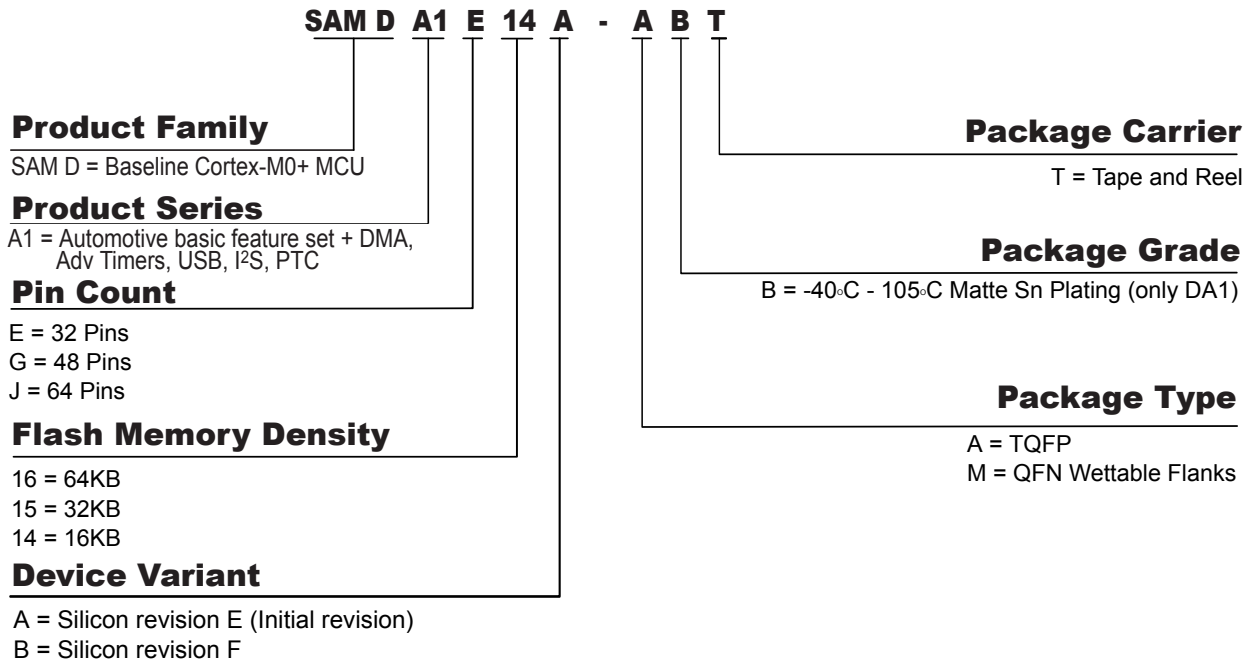 SAM D A1 E 14 A - A B T
Product Family
SAM D = Baseline Cortex-M0+ MCU
Product Series
A1 = Automotive basic feature set + DMA,
Adv Timers, USB, I²S, PTC
Pin Count
E = 32 Pins
G = 48 Pins
J = 64 Pins
Flash Memory Density
16 = 64KB
15 = 32KB
14 = 16KB
Device Variant
A = Silicon revision E (Initial revision)
B = Silicon revision F
Package Carrier
T = Tape and Reel
Package Grade
B = -40◦C - 105◦C Matte Sn Plating (only DA1)
Package Type
A = TQFP
M = QFN Wettable Flanks